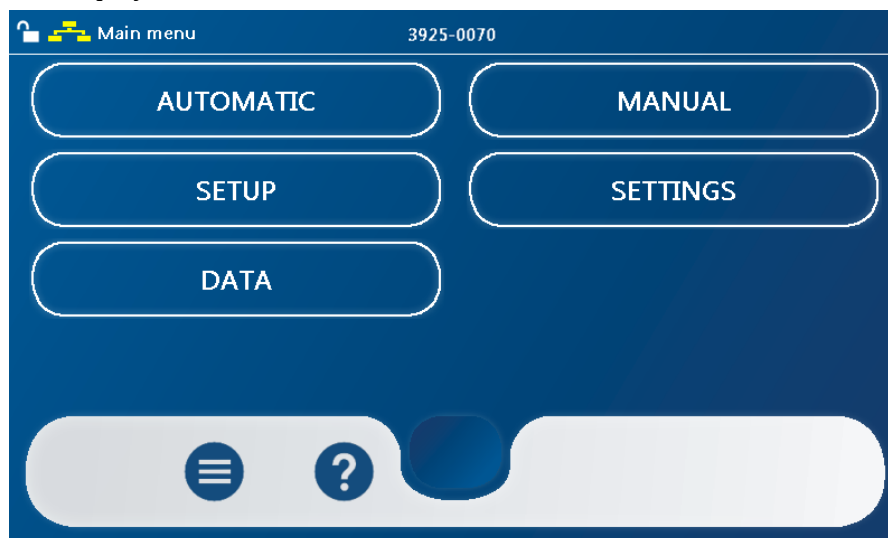 Main menu 3925-0070
AUTOMATIC MANUAL
SETUP SETTINGS
DATA
?